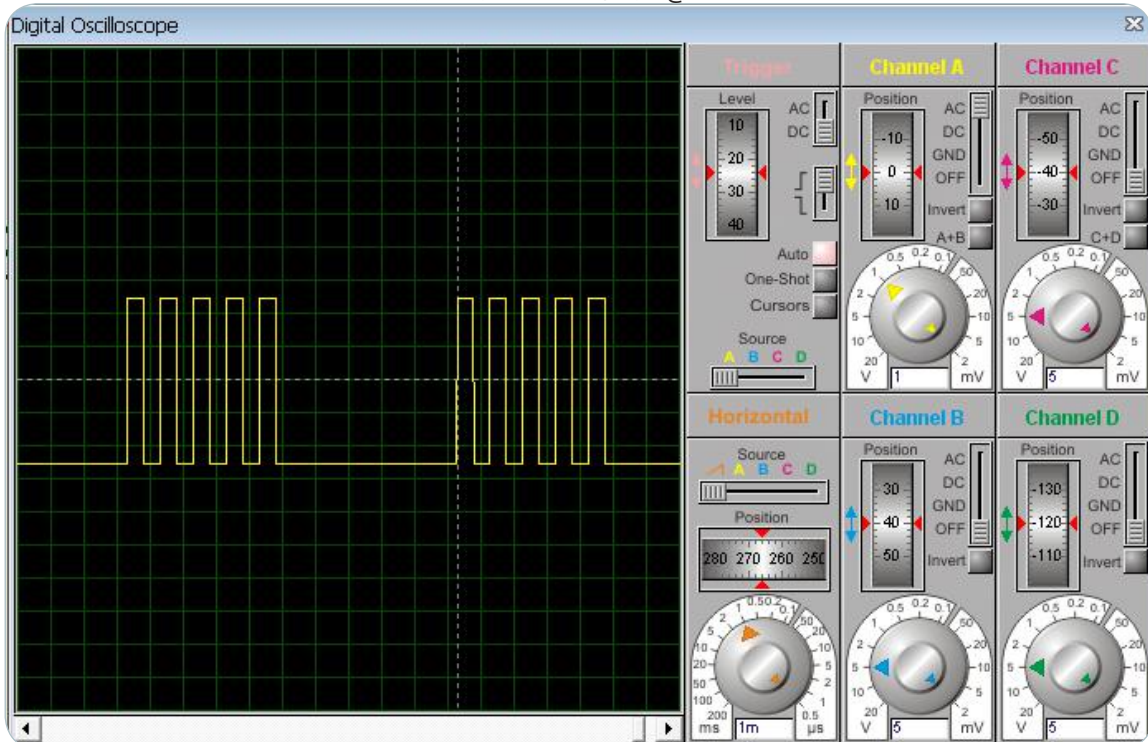 Digital Oscilloscope
Trigger
Level
AC
DC
10
20
30
40
Auto
One-Shot
Cursors
Source
A B C D
Channel A
Position
AC
DC
GND
OFF
-10
0
10
Invert
A+B
20 10 5 2 1 0.5 0.2 0.1 50 20 10 5 2
V 1 mV
Channel C
Position
AC
DC
GND
OFF
-50
-40
-30
Invert
C+D
20 10 5 2 1 0.5 0.2 0.1 50 20 10 5 2
V 5 mV
Horizontal
Source
A B C D
Position
280 270 260 250
200 100 50 20 10 5 2 1 0.5 0.2 0.1 50 20 10 5 2 1 0.5
ms 1m µs
Channel B
Position
AC
DC
GND
OFF
30
40
50
Invert
20 10 5 2 1 0.5 0.2 0.1 50 20 10 5 2
V 5 mV
Channel D
Position
AC
DC
GND
OFF
-130
-120
-110
Invert
20 10 5 2 1 0.5 0.2 0.1 50 20 10 5 2
V 5 mV